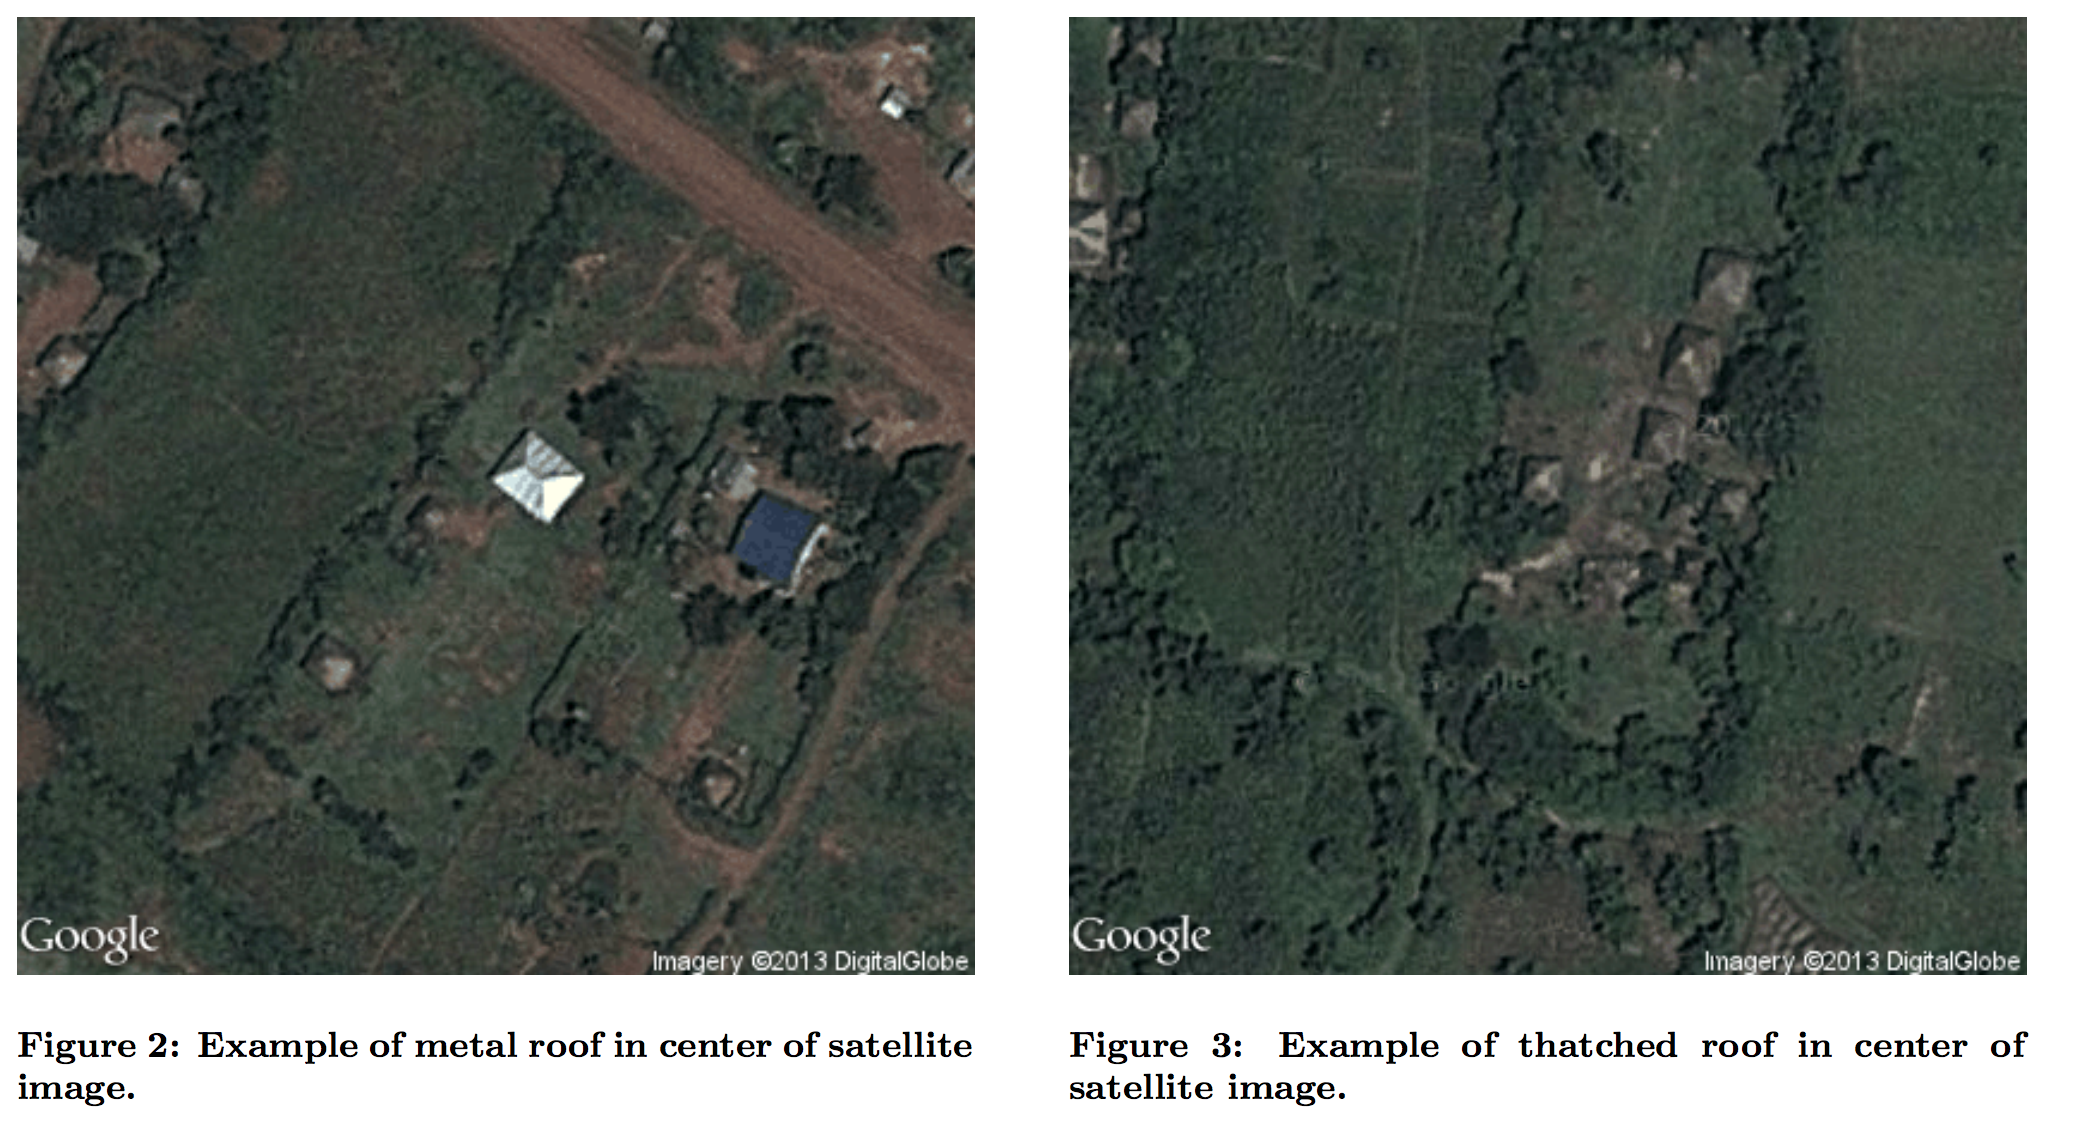 Google
Imagery ©2013 DigitalGlobe
Google
Imagery ©2013 DigitalGlobe
Figure 2: Example of metal roof in center of satellite
image.
Figure 3: Example of thatched roof in center of
satellite image.